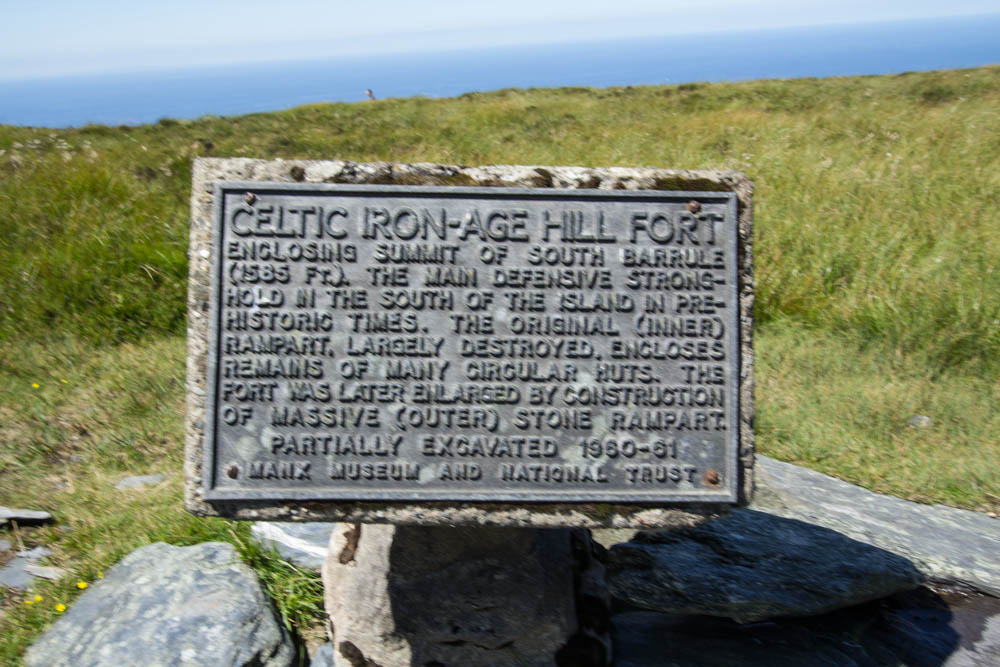 CELTIC IRON-AGE HILL FORT
ENCLOSING SUMMIT OF SOUTH BARRULE
(1585 FT.). THE MAIN DEFENSIVE STRONG-
HOLD IN THE SOUTH OF THE ISLAND IN PRE-
HISTORIC TIMES. THE ORIGINAL (INNER)
RAMPART, LARGELY DESTROYED, ENCLOSES
REMAINS OF MANY CIRCULAR HUTS. THE
FORT WAS LATER ENLARGED BY CONSTRUCTION
OF MASSIVE (OUTER) STONE RAMPART.
PARTIALLY EXCAVATED 1960-61
MANX MUSEUM AND NATIONAL TRUST